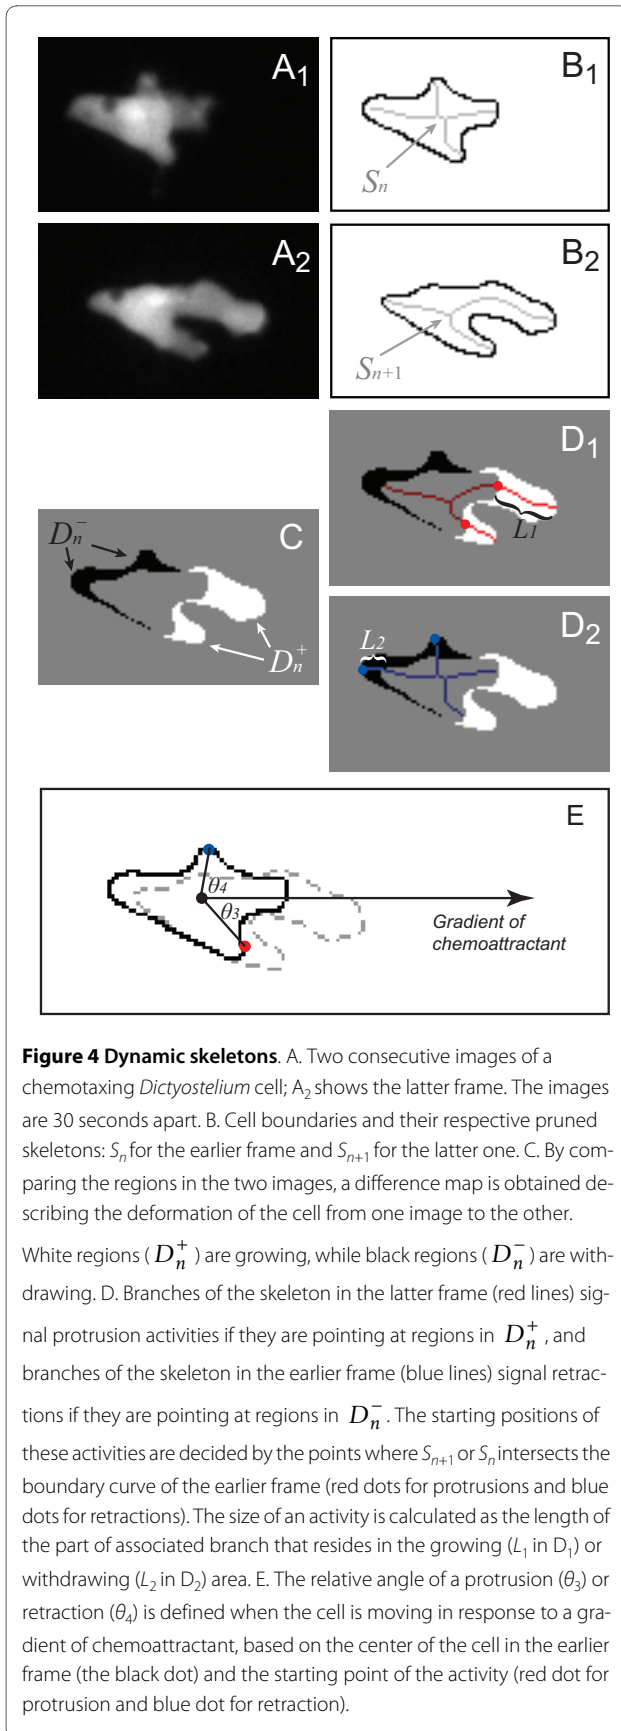 A1
B1
Sn
A2
B2
Sn+1
D1
L1
C
Dn−
Dn+
D2
L2
E
θ4
θ3
Gradient of
chemoattractant
Figure 4 Dynamic skeletons. A. Two consecutive images of a
chemotaxing Dictyostelium cell; A2 shows the latter frame. The images
are 30 seconds apart. B. Cell boundaries and their respective pruned
skeletons: Sn for the earlier frame and Sn+1 for the latter one. C. By com-
paring the regions in the two images, a difference map is obtained de-
scribing the deformation of the cell from one image to the other.
White regions ( Dn+ ) are growing, while black regions ( Dn− ) are with-
drawing. D. Branches of the skeleton in the latter frame (red lines) sig-
nal protrusion activities if they are pointing at regions in Dn+ , and
branches of the skeleton in the earlier frame (blue lines) signal retrac-
tions if they are pointing at regions in Dn− . The starting positions of
these activities are decided by the points where Sn+1 or Sn intersects the
boundary curve of the earlier frame (red dots for protrusions and blue
dots for retractions). The size of an activity is calculated as the length of
the part of associated branch that resides in the growing (L1 in D1) or
withdrawing (L2 in D2) area. E. The relative angle of a protrusion (θ3) or
retraction (θ4) is defined when the cell is moving in response to a gra-
dient of chemoattractant, based on the center of the cell in the earlier
frame (the black dot) and the starting point of the activity (red dot for
protrusion and blue dot for retraction).